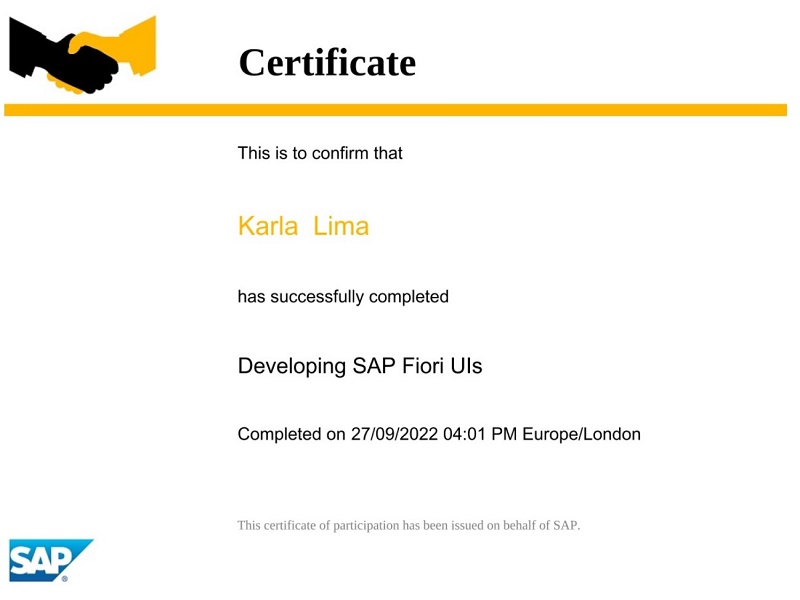 Certificate
This is to confirm that
Karla  Lima
has successfully completed
Developing SAP Fiori UIs
Completed on 27/09/2022 04:01 PM Europe/London
This certificate of participation has been issued on behalf of SAP.
SAP®